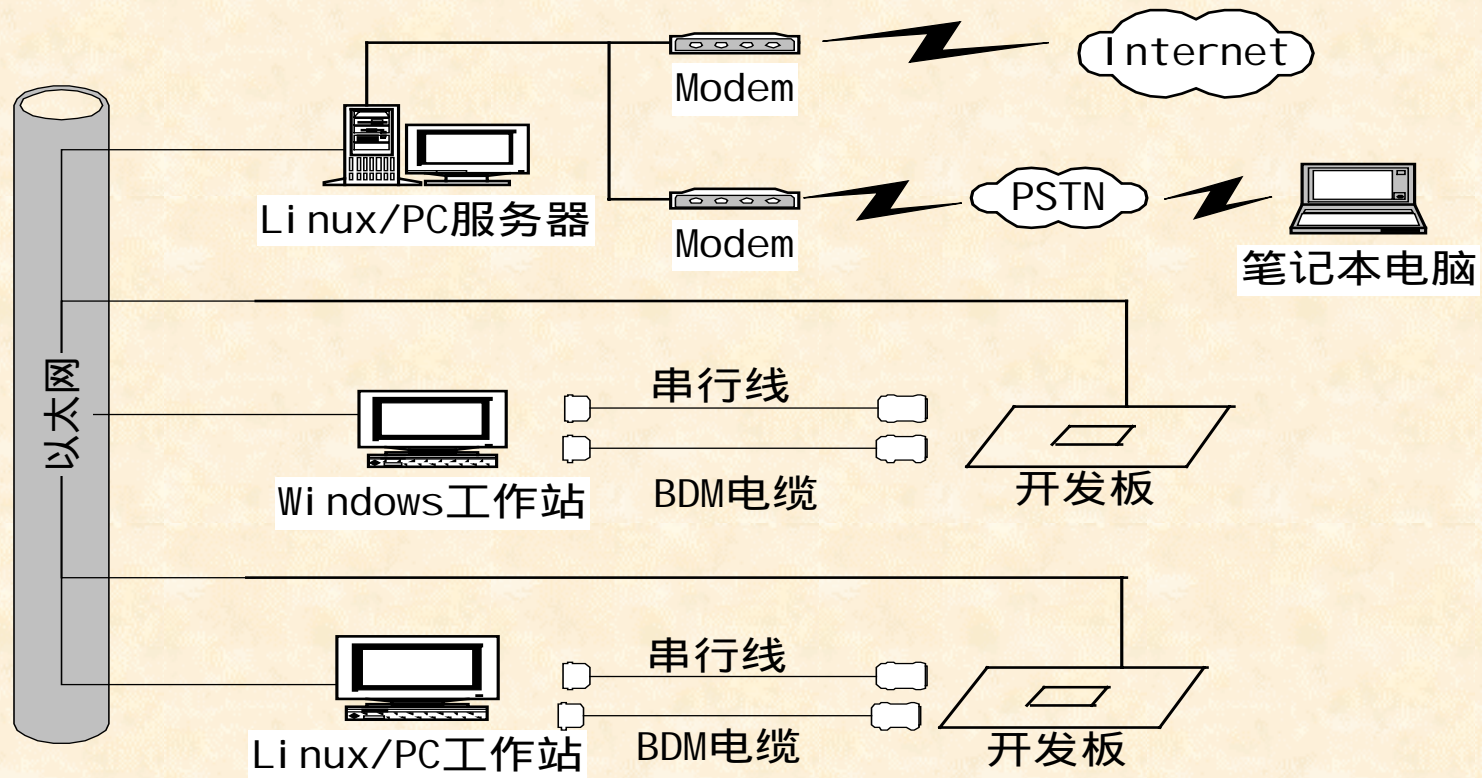 Internet
Modem
Linux/PC服务器
PSTN
Modem
笔记本电脑
以太网
串行线
Windows工作站
BDM电缆
开发板
串行线
Linux/PC工作站
BDM电缆
开发板